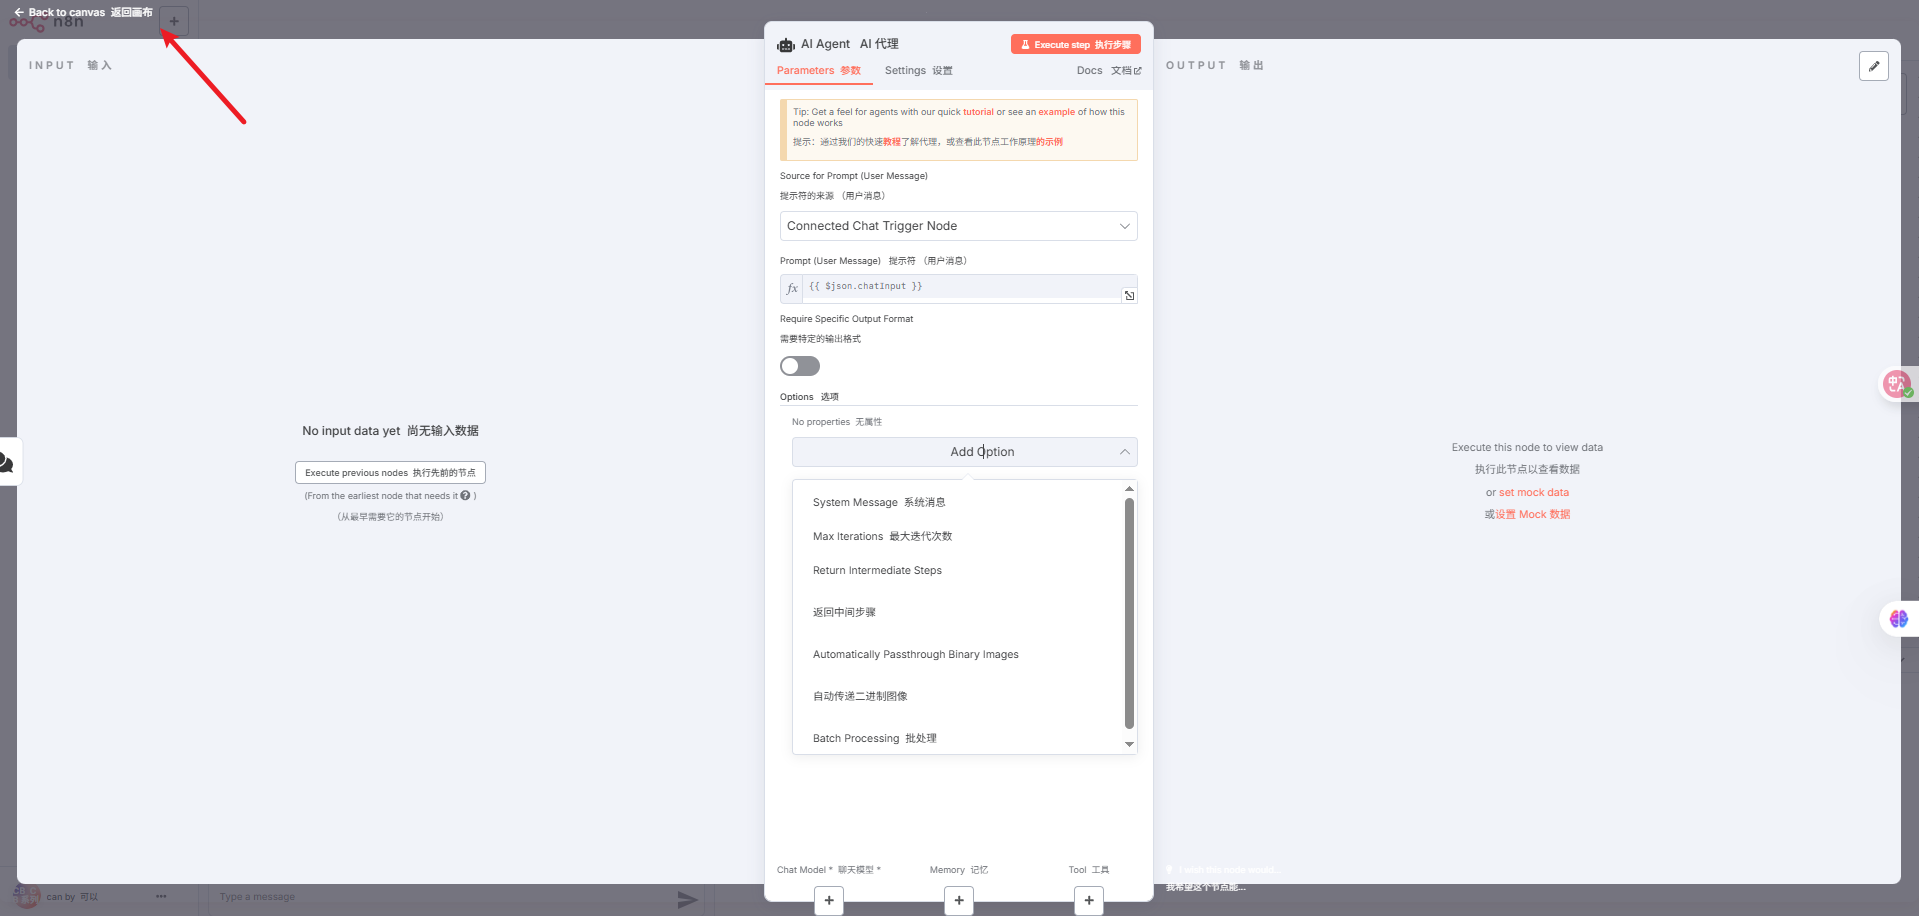 Back to canvas 返回画布
n8n
INPUT 输入
No input data yet 尚无输入数据
Execute previous nodes 执行先前的节点
(From the earliest node that needs it ? )
（从最早需要它的节点开始）
AI Agent AI 代理
Execute step 执行步骤
Parameters 参数
Settings 设置
Docs 文档
Tip: Get a feel for agents with our quick tutorial or see an example of how this
node works
提示：通过我们的快速教程了解代理，或查看此节点工作原理的示例
Source for Prompt (User Message)
提示符的来源 （用户消息）
Connected Chat Trigger Node
Prompt (User Message) 提示符 （用户消息）
fx {{ $json.chatInput }}
Require Specific Output Format
需要特定的输出格式
Options 选项
No properties 无属性
Add Option
System Message 系统消息
Max Iterations 最大迭代次数
Return Intermediate Steps
返回中间步骤
Automatically Passthrough Binary Images
自动传递二进制图像
Batch Processing 批处理
Chat Model * 聊天模型 *
Memory 记忆
Tool 工具
OUTPUT 输出
Execute this node to view data
执行此节点以查看数据
or set mock data
或设置 Mock 数据
I wish this node would...
我希望这个节点能...
can by 可以
Type a message